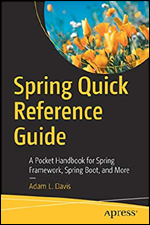 Spring Quick
Reference
Guide
A Pocket Handbook for Spring
Framework, Spring Boot, and More
Adam L. Davis
Apress®